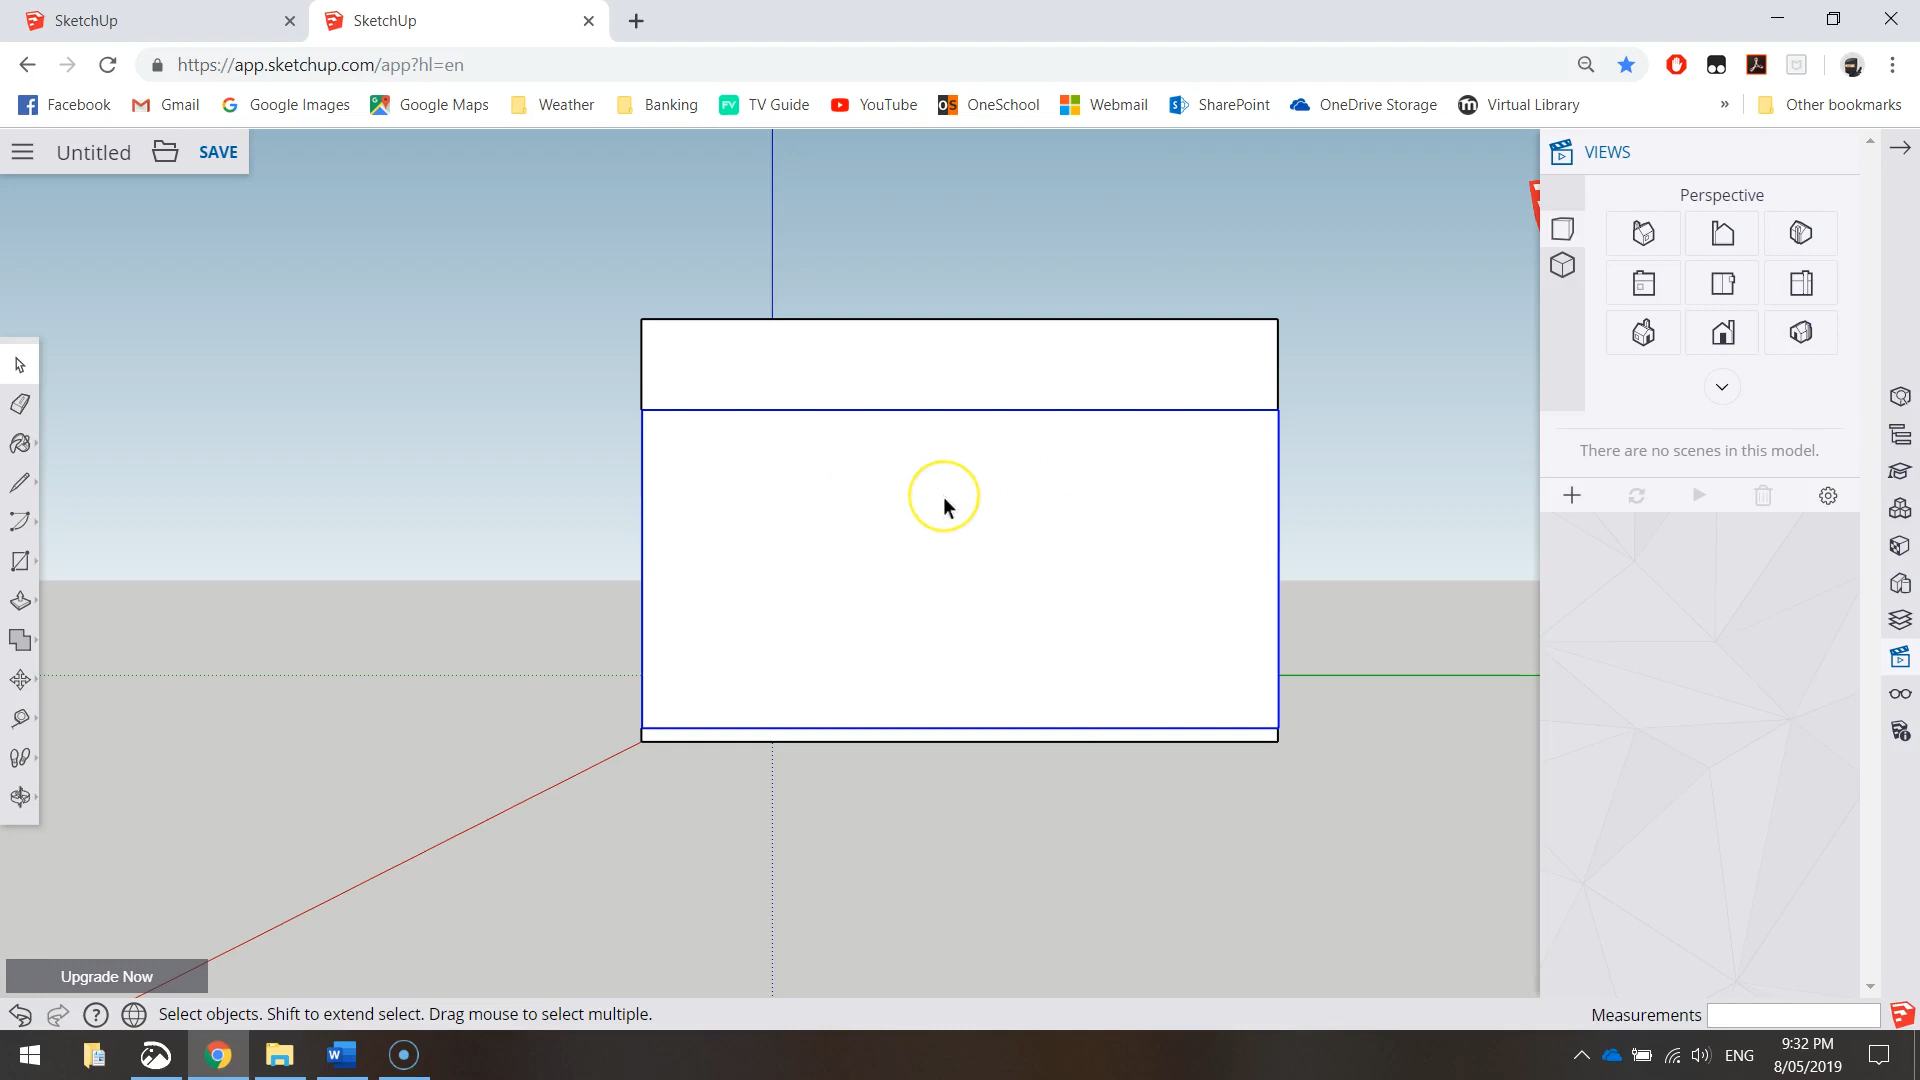 SketchUp
SketchUp
https://app.sketchup.com/app?hl=en
Facebook
Gmail
Google Images
Google Maps
Weather
Banking
TV Guide
YouTube
OneSchool
Webmail
SharePoint
OneDrive Storage
Virtual Library
»
Other bookmarks
Untitled
SAVE
VIEWS
Perspective
There are no scenes in this model.
Upgrade Now
Select objects. Shift to extend select. Drag mouse to select multiple.
Measurements
ENG
9:32 PM
8/05/2019